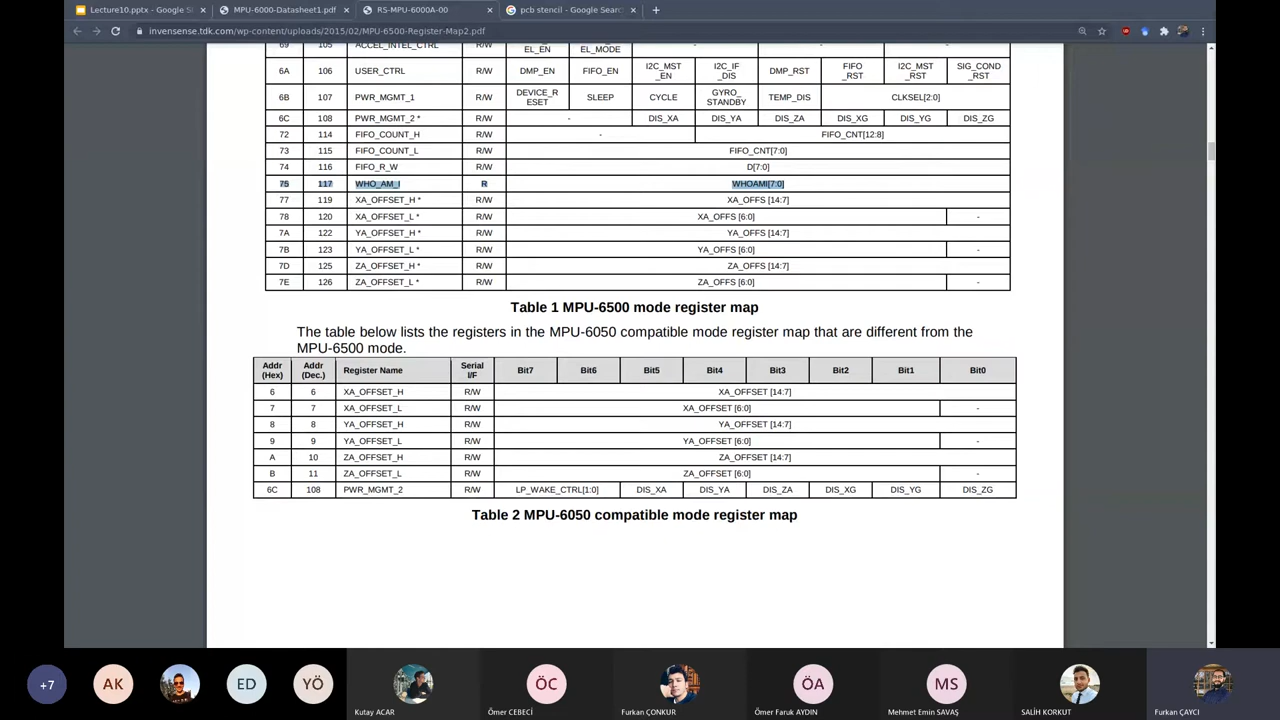 Lecture10.pptx - Google S
MPU-6000-Datasheet1.pdf
RS-MPU-6000A-00
pcb stencil - Google Searc
invensense.tdk.com/wp-content/uploads/2015/02/MPU-6500-Register-Map2.pdf
69 105 ACCEL_INTEL_CTRL R/W EL_EN EL_MODE - - -
6A 106 USER_CTRL R/W DMP_EN FIFO_EN I2C_MST_EN I2C_IF_DIS DMP_RST FIFO_RST I2C_MST_RST SIG_COND_RST
6B 107 PWR_MGMT_1 R/W DEVICE_RESET SLEEP CYCLE GYRO_STANDBY TEMP_DIS CLKSEL[2:0]
6C 108 PWR_MGMT_2 * R/W - DIS_XA DIS_YA DIS_ZA DIS_XG DIS_YG DIS_ZG
72 114 FIFO_COUNT_H R/W - FIFO_CNT[12:8]
73 115 FIFO_COUNT_L R/W FIFO_CNT[7:0]
74 116 FIFO_R_W R/W D[7:0]
75 117 WHO_AM_I R WHOAMI[7:0]
77 119 XA_OFFSET_H * R/W XA_OFFS [14:7]
78 120 XA_OFFSET_L * R/W XA_OFFS [6:0] -
7A 122 YA_OFFSET_H * R/W YA_OFFS [14:7]
7B 123 YA_OFFSET_L * R/W YA_OFFS [6:0] -
7D 125 ZA_OFFSET_H * R/W ZA_OFFS [14:7]
7E 126 ZA_OFFSET_L * R/W ZA_OFFS [6:0] -
Table 1 MPU-6500 mode register map
The table below lists the registers in the MPU-6050 compatible mode register map that are different from the
MPU-6500 mode.
Addr (Hex) Addr (Dec.) Register Name Serial I/F Bit7 Bit6 Bit5 Bit4 Bit3 Bit2 Bit1 Bit0
6 6 XA_OFFSET_H R/W XA_OFFSET [14:7]
7 7 XA_OFFSET_L R/W XA_OFFSET [6:0] -
8 8 YA_OFFSET_H R/W YA_OFFSET [14:7]
9 9 YA_OFFSET_L R/W YA_OFFSET [6:0] -
A 10 ZA_OFFSET_H R/W ZA_OFFSET [14:7]
B 11 ZA_OFFSET_L R/W ZA_OFFSET [6:0] -
6C 108 PWR_MGMT_2 R/W LP_WAKE_CTRL[1:0] DIS_XA DIS_YA DIS_ZA DIS_XG DIS_YG DIS_ZG
Table 2 MPU-6050 compatible mode register map
+7 AK ED YÖ ÖC ÖA MS
Kutay ACAR Ömer CEBECİ Furkan ÇONKUR Ömer Faruk AYDIN Mehmet Emin SAVAŞ SALİH KORKUT Furkan ÇAYCI